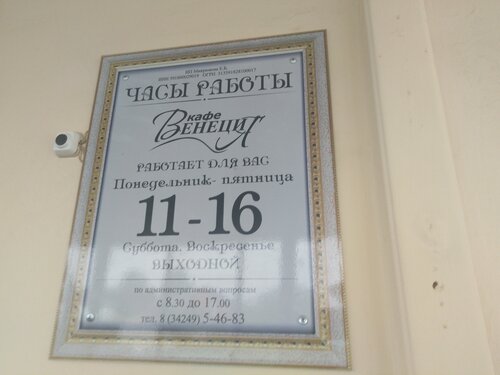 ЧАСЫ РАБОТЫ
кафе
ВЕНЕЦИЯ
РАБОТАЕТ ДЛЯ ВАС
Понедельник- пятница
11 - 16
Суббота. Воскресенье
ВЫХОДНОЙ
по административным вопросам
с 8.30 до 17.00
тел. 8 (34249) 5-46-83